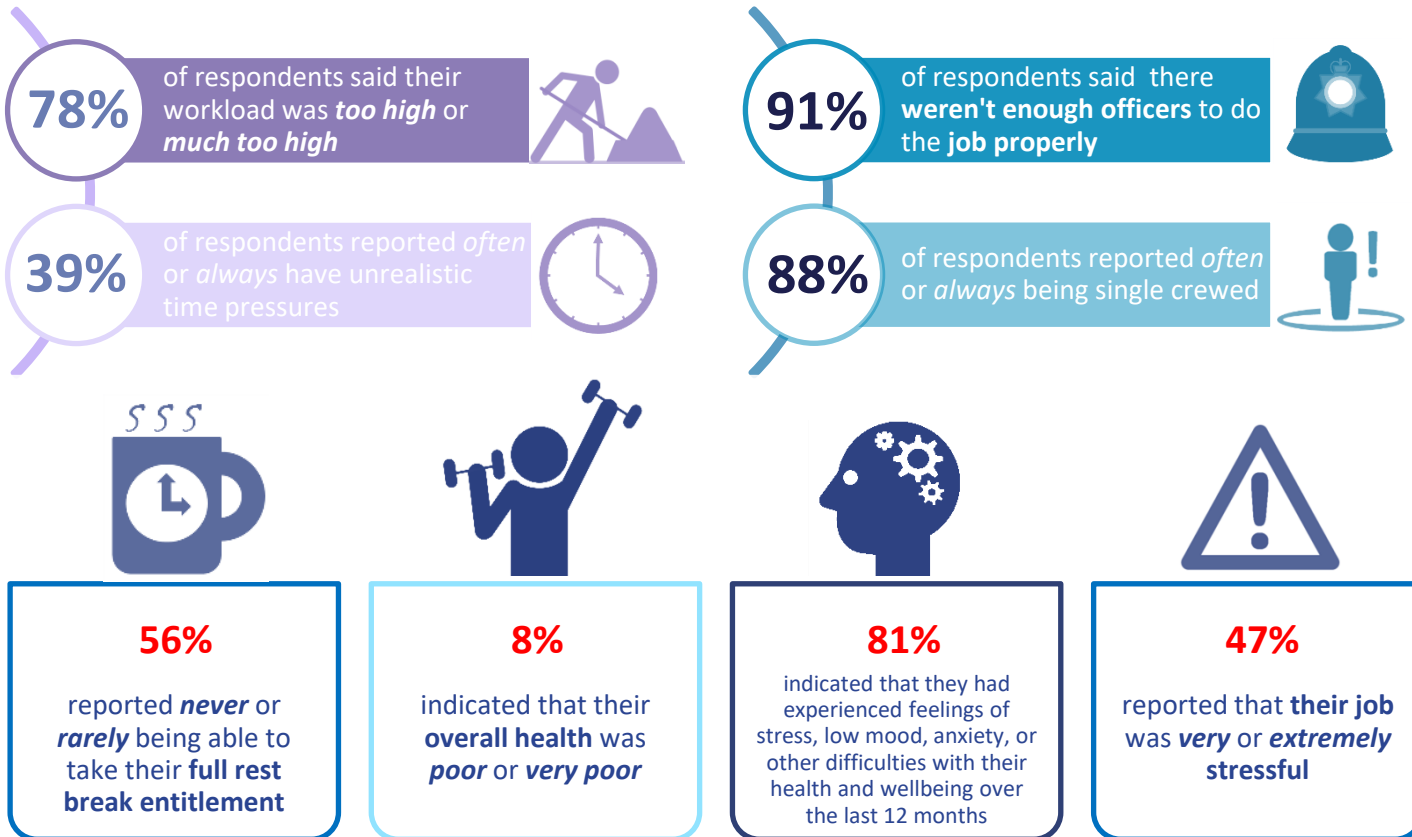 78%
of respondents said their
workload was too high or
much too high
91%
of respondents said there
weren't enough officers to do
the job properly
39%
of respondents reported often
or always have unrealistic
time pressures
88%
of respondents reported often
or always being single crewed
56%
reported never or
rarely being able to
take their full rest
break entitlement
8%
indicated that their
overall health was
poor or very poor
81%
indicated that they had
experienced feelings of
stress, low mood, anxiety, or
other difficulties with their
health and wellbeing over
the last 12 months
47%
reported that their job
was very or extremely
stressful